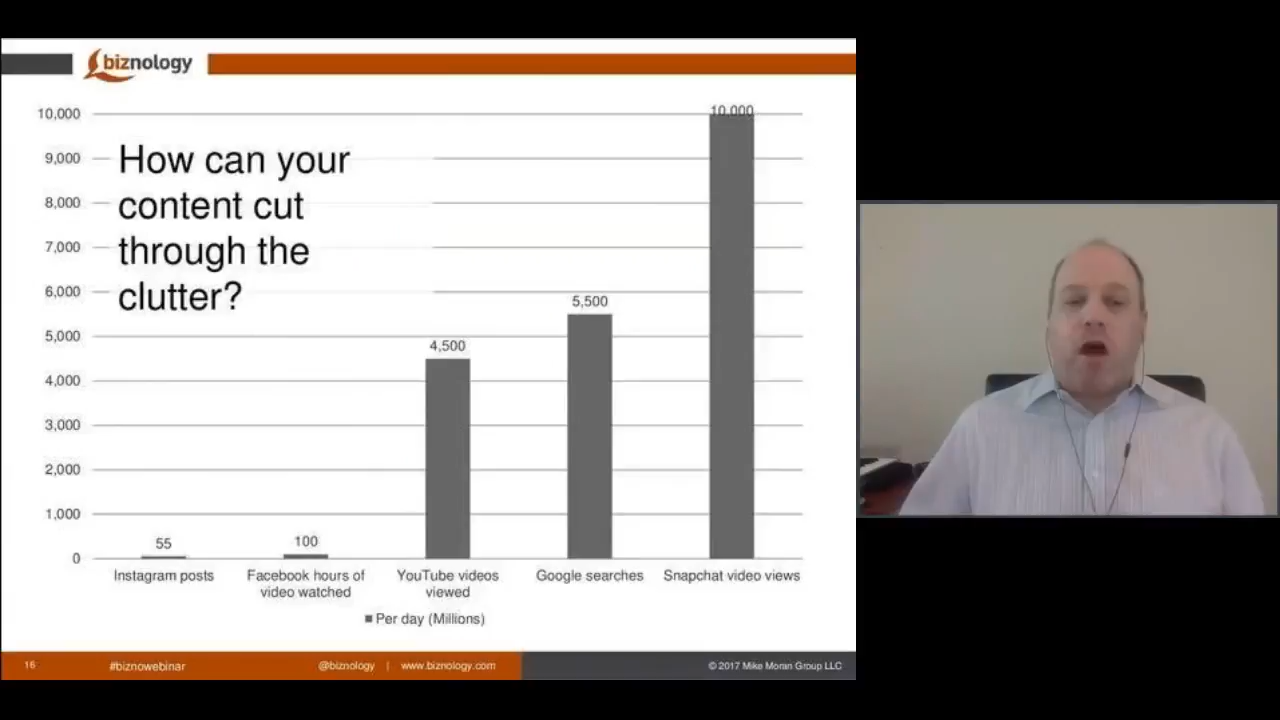 biznology
10,000
9,000
8,000
7,000
6,000
5,000
4,000
3,000
2,000
1,000
0
How can your
content cut
through the
clutter?
55
100
4,500
5,500
10,000
Instagram posts
Facebook hours of
video watched
YouTube videos
viewed
Google searches
Snapchat video views
Per day (Millions)
16
#biznowebinar
@biznology | www.biznology.com
© 2017 Mike Moran Group LLC